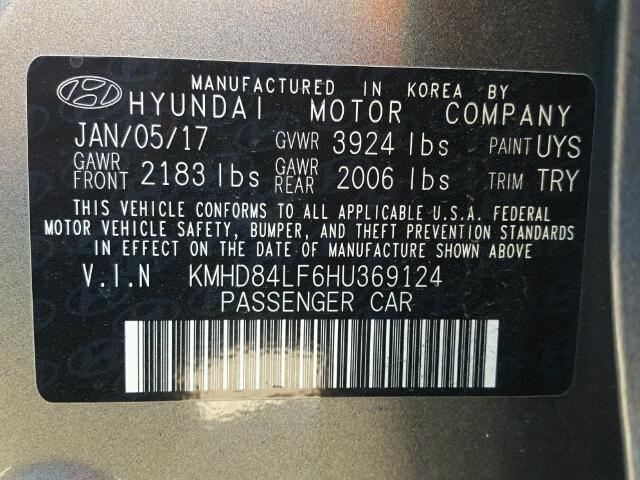 MANUFACTURED IN KOREA BY
HYUNDAI MOTOR COMPANY
JAN/05/17 GVWR 3924 lbs PAINT UYS
GAWR FRONT 2183 lbs GAWR REAR 2006 lbs TRIM TRY
THIS VEHICLE CONFORMS TO ALL APPLICABLE U.S.A. FEDERAL
MOTOR VEHICLE SAFETY, BUMPER, AND THEFT PREVENTION STANDARDS
IN EFFECT ON THE DATE OF MANUFACTURE SHOWN ABOVE
V.I.N KMHD84LF6HU369124
PASSENGER CAR